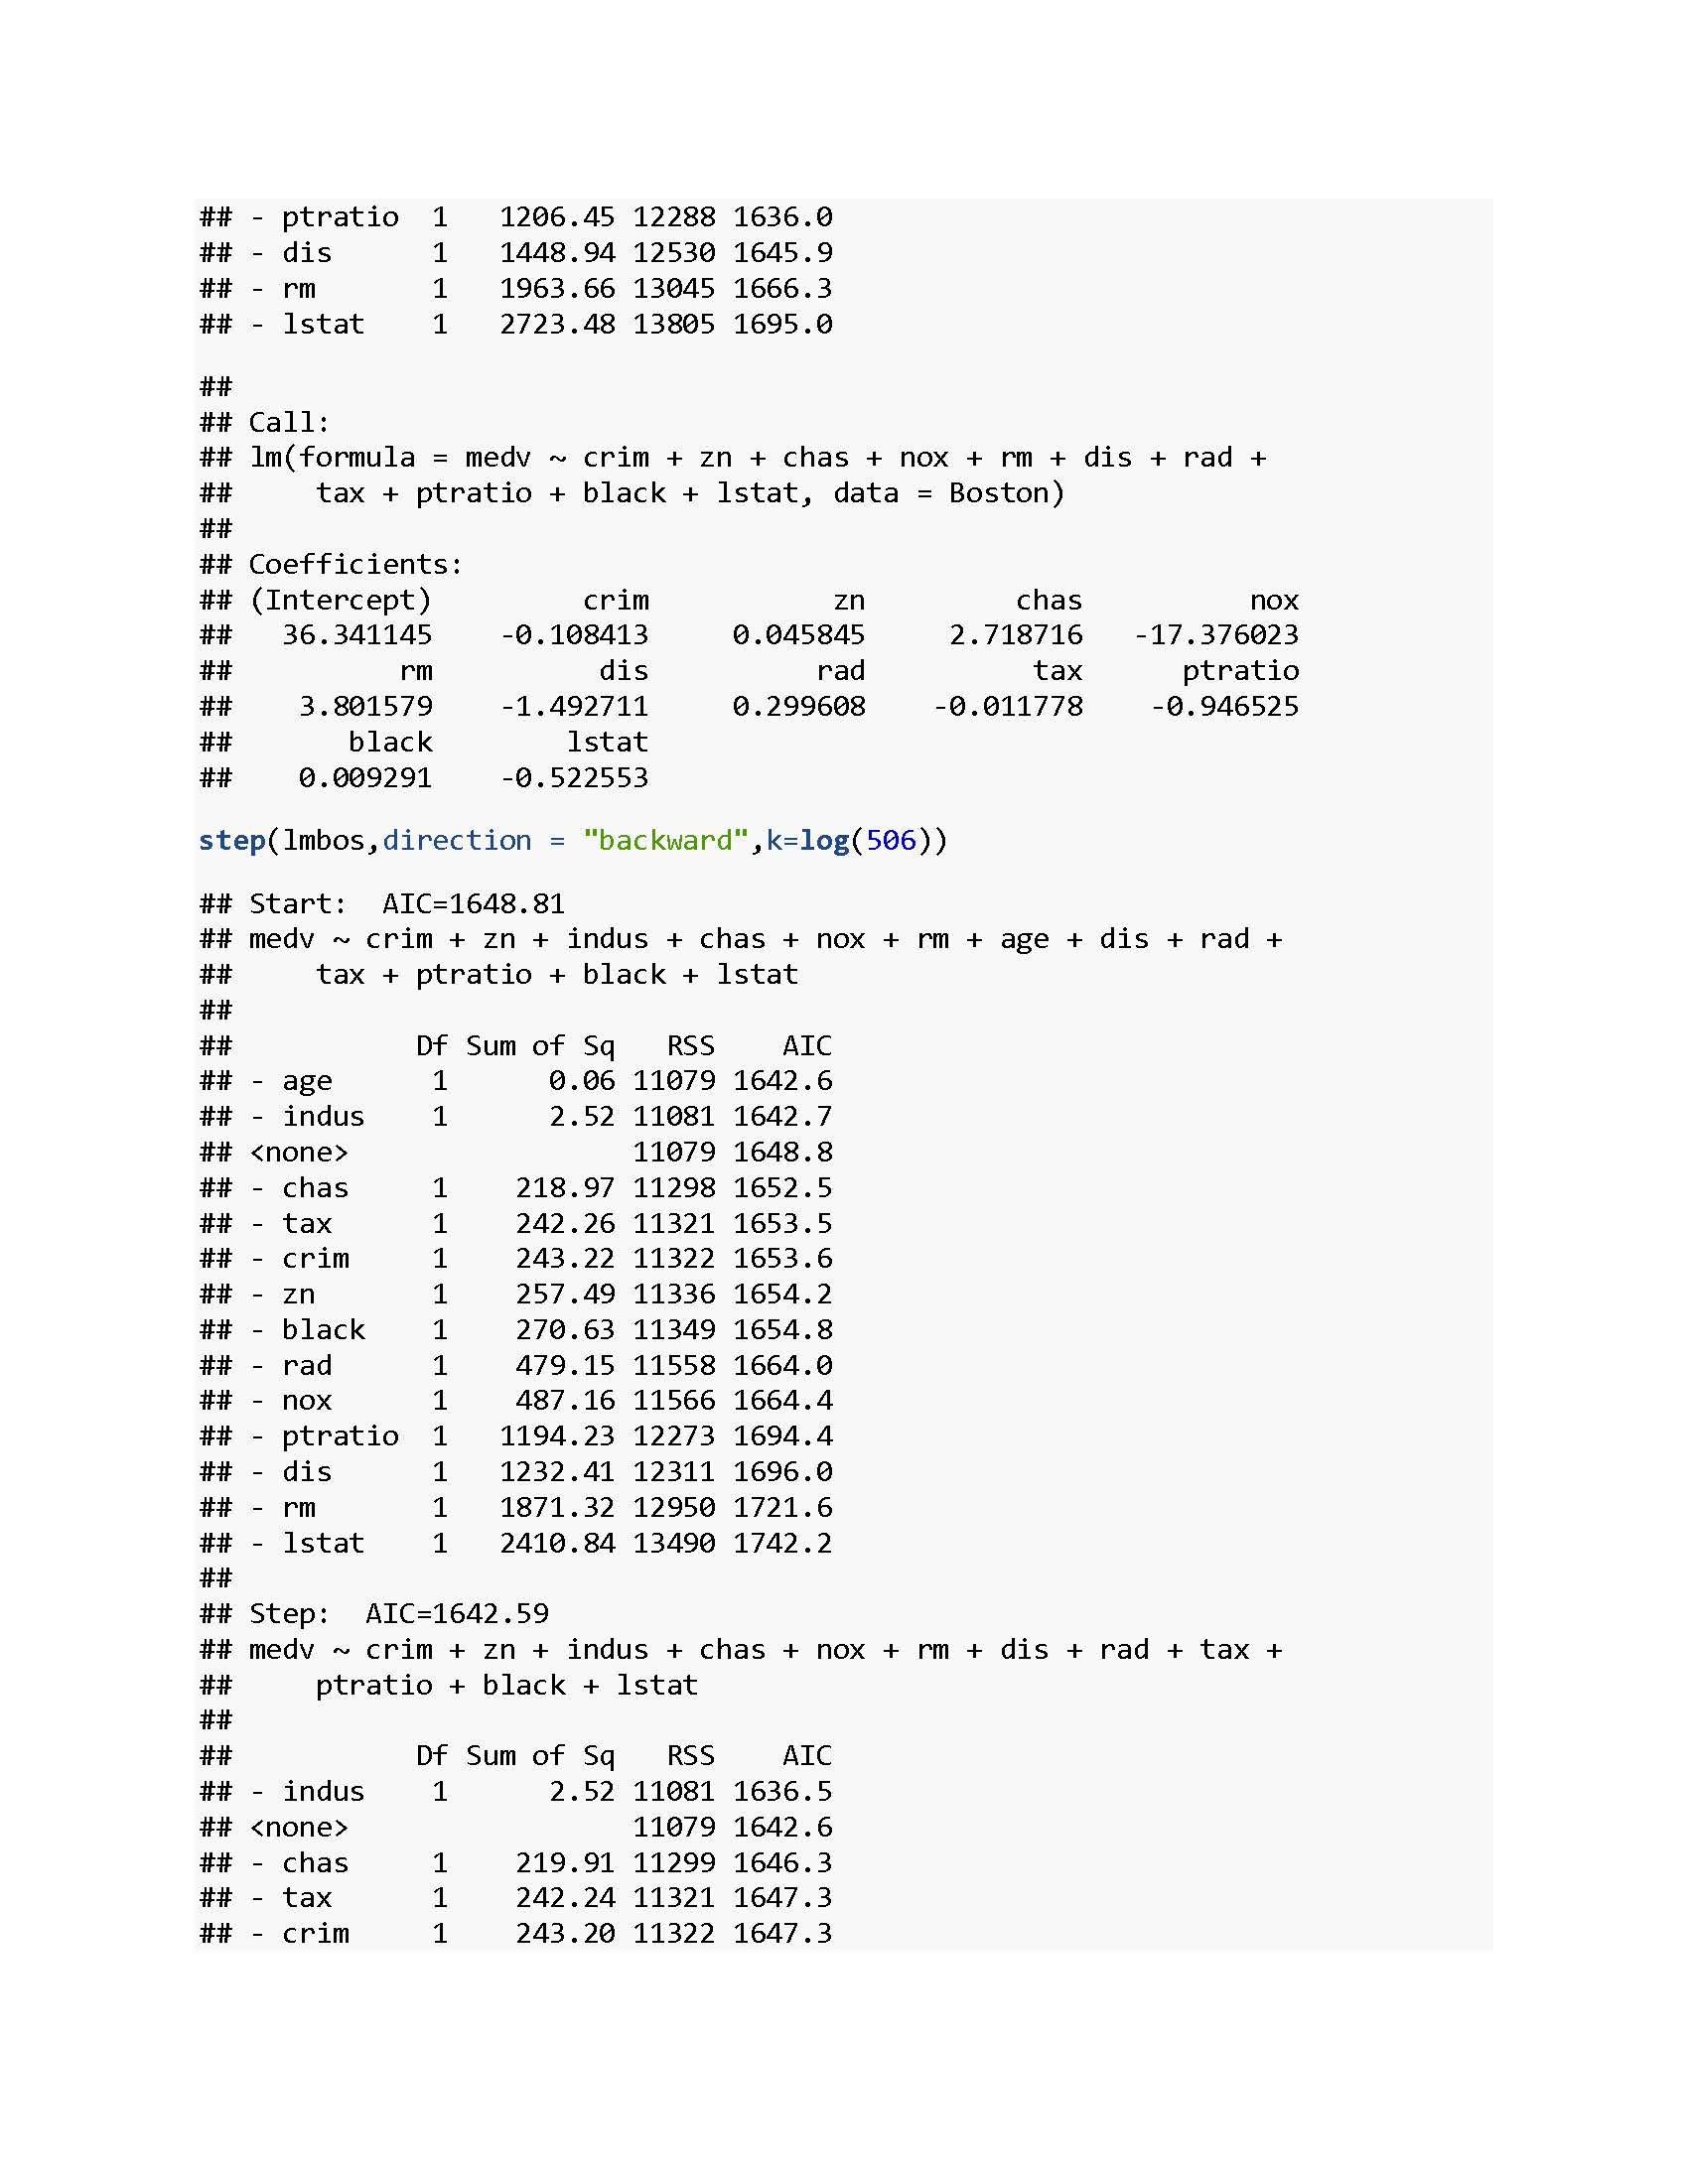 ## - ptratio  1   1206.45 12288 1636.0
## - dis      1   1448.94 12530 1645.9
## - rm       1   1963.66 13045 1666.3
## - lstat    1   2723.48 13805 1695.0
##
## Call:
## lm(formula = medv ~ crim + zn + chas + nox + rm + dis + rad +
##     tax + ptratio + black + lstat, data = Boston)
##
## Coefficients:
## (Intercept)         crim           zn         chas          nox
##   36.341145    -0.108413     0.045845     2.718716   -17.376023
##          rm          dis          rad          tax      ptratio
##    3.801579    -1.492711     0.299608    -0.011778    -0.946525
##       black        lstat
##    0.009291    -0.522553
step(lmbos,direction = "backward",k=log(506))
## Start:  AIC=1648.81
## medv ~ crim + zn + indus + chas + nox + rm + age + dis + rad +
##     tax + ptratio + black + lstat
##
##           Df Sum of Sq   RSS    AIC
## - age      1      0.06 11079 1642.6
## - indus    1      2.52 11081 1642.7
## <none>                 11079 1648.8
## - chas     1    218.97 11298 1652.5
## - tax      1    242.26 11321 1653.5
## - crim     1    243.22 11322 1653.6
## - zn       1    257.49 11336 1654.2
## - black    1    270.63 11349 1654.8
## - rad      1    479.15 11558 1664.0
## - nox      1    487.16 11566 1664.4
## - ptratio  1   1194.23 12273 1694.4
## - dis      1   1232.41 12311 1696.0
## - rm       1   1871.32 12950 1721.6
## - lstat    1   2410.84 13490 1742.2
##
## Step:  AIC=1642.59
## medv ~ crim + zn + indus + chas + nox + rm + dis + rad + tax +
##     ptratio + black + lstat
##
##           Df Sum of Sq   RSS    AIC
## - indus    1      2.52 11081 1636.5
## <none>                 11079 1642.6
## - chas     1    219.91 11299 1646.3
## - tax      1    242.24 11321 1647.3
## - crim     1    243.20 11322 1647.3